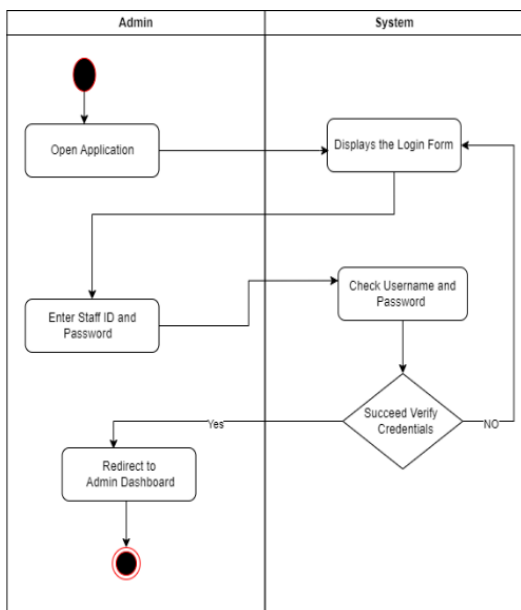 Admin
System
Open Application
Displays the Login Form
Enter Staff ID and
Password
Check Username and
Password
Succeed Verify
Credentials
Yes
NO
Redirect to
Admin Dashboard